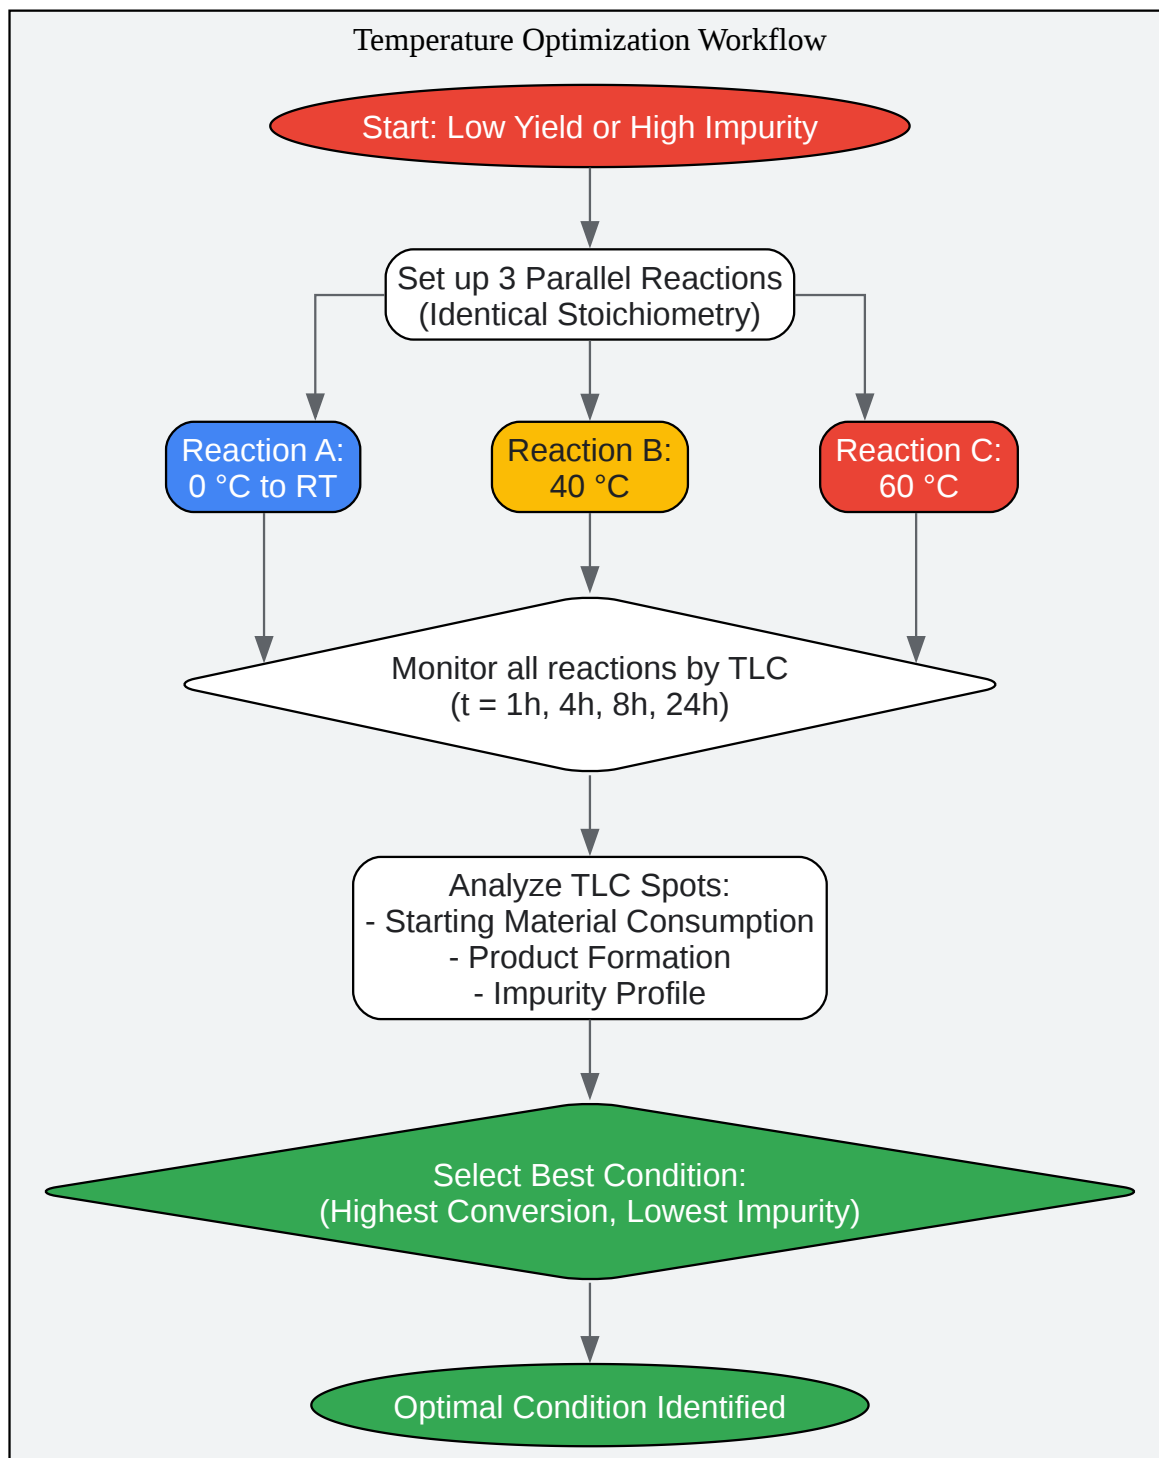 Temperature Optimization Workflow
Start: Low Yield or High Impurity
Set up 3 Parallel Reactions
(Identical Stoichiometry)
Reaction A:
0 °C to RT
Reaction B:
40 °C
Reaction C:
60 °C
Monitor all reactions by TLC
(t = 1h, 4h, 8h, 24h)
Analyze TLC Spots:
- Starting Material Consumption
- Product Formation
- Impurity Profile
Select Best Condition:
(Highest Conversion, Lowest Impurity)
Optimal Condition Identified